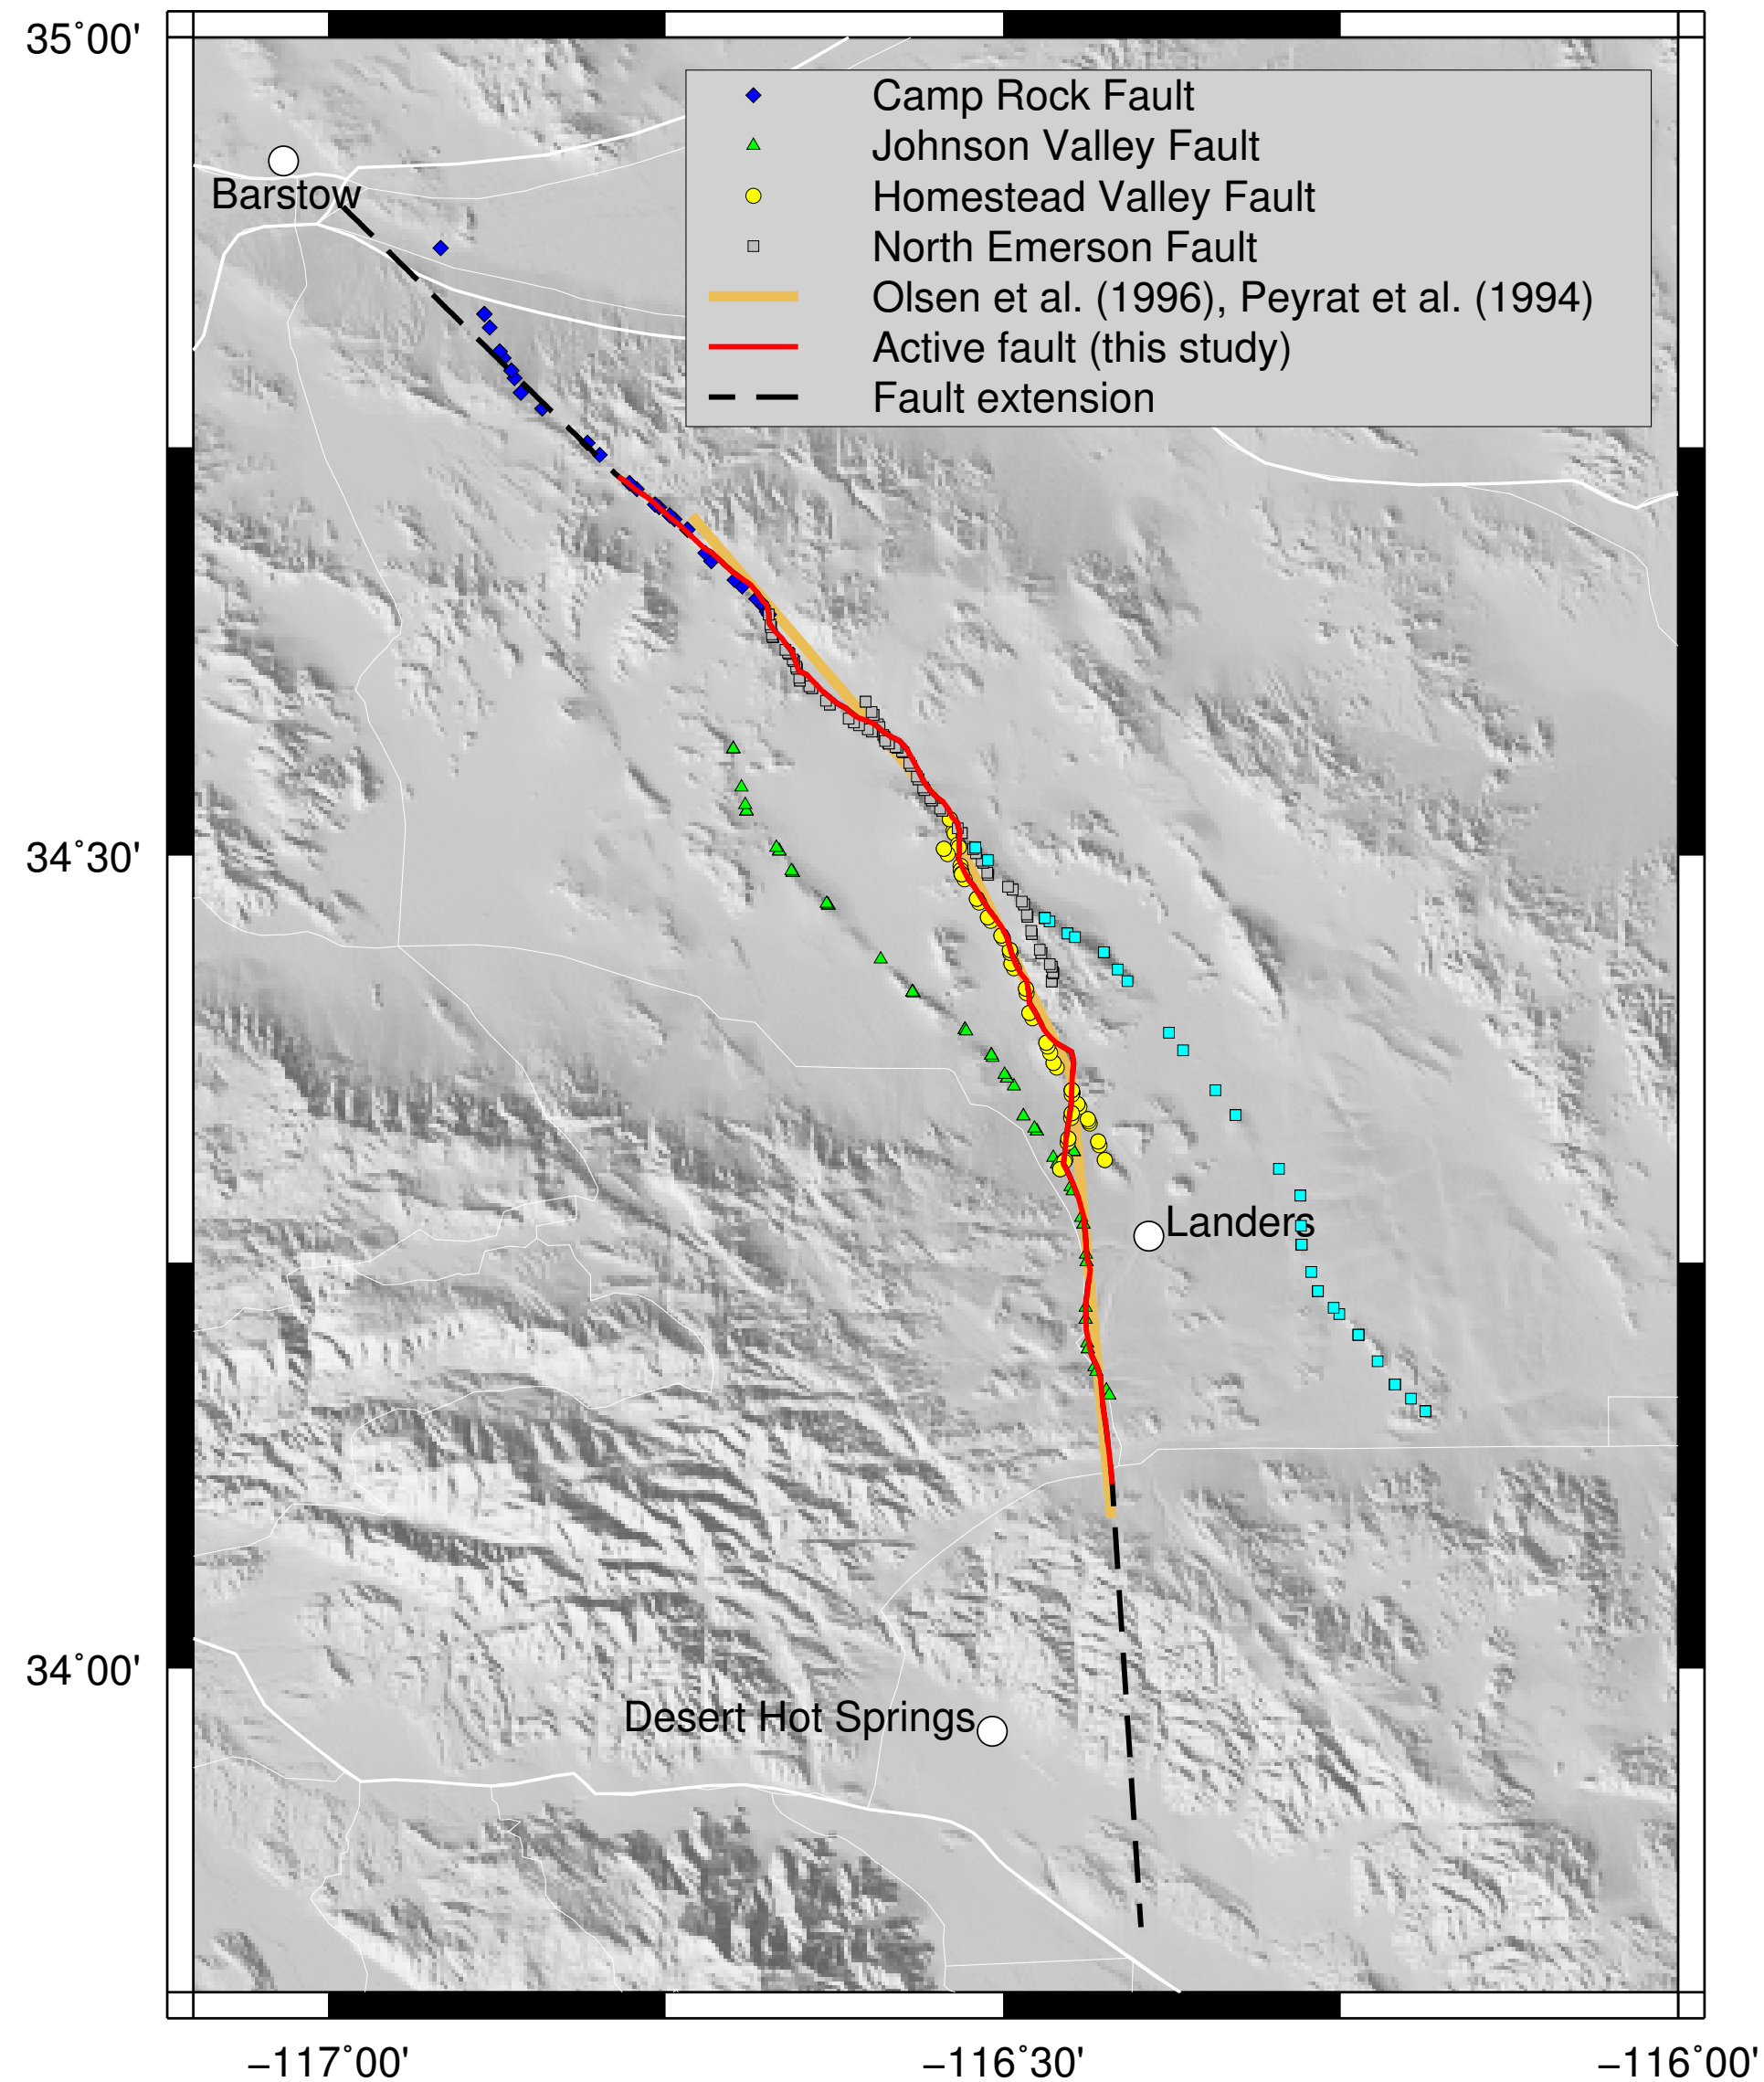 35˚00'
Camp Rock Fault
Johnson Valley Fault
Homestead Valley Fault
North Emerson Fault
Olsen et al. (1996), Peyrat et al. (1994)
Active fault (this study)
Fault extension
Barstow
34˚30'
Landers
34˚00'
Desert Hot Springs
−117˚00'
−116˚30'
−116˚00'